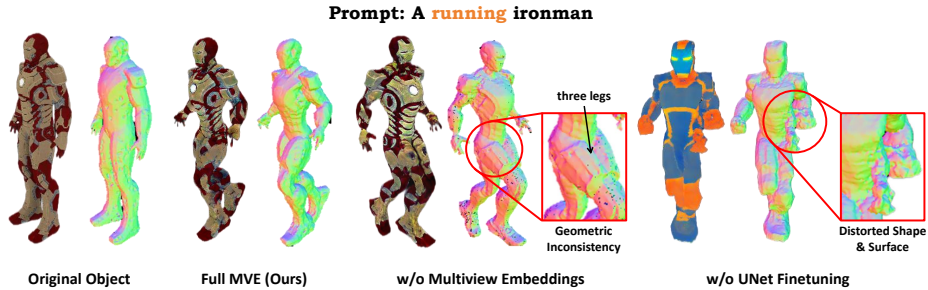 Prompt: A running ironman
three legs
Geometric
Inconsistency
Distorted Shape
& Surface
Original Object
Full MVE (Ours)
w/o Multiview Embeddings
w/o UNet Finetuning